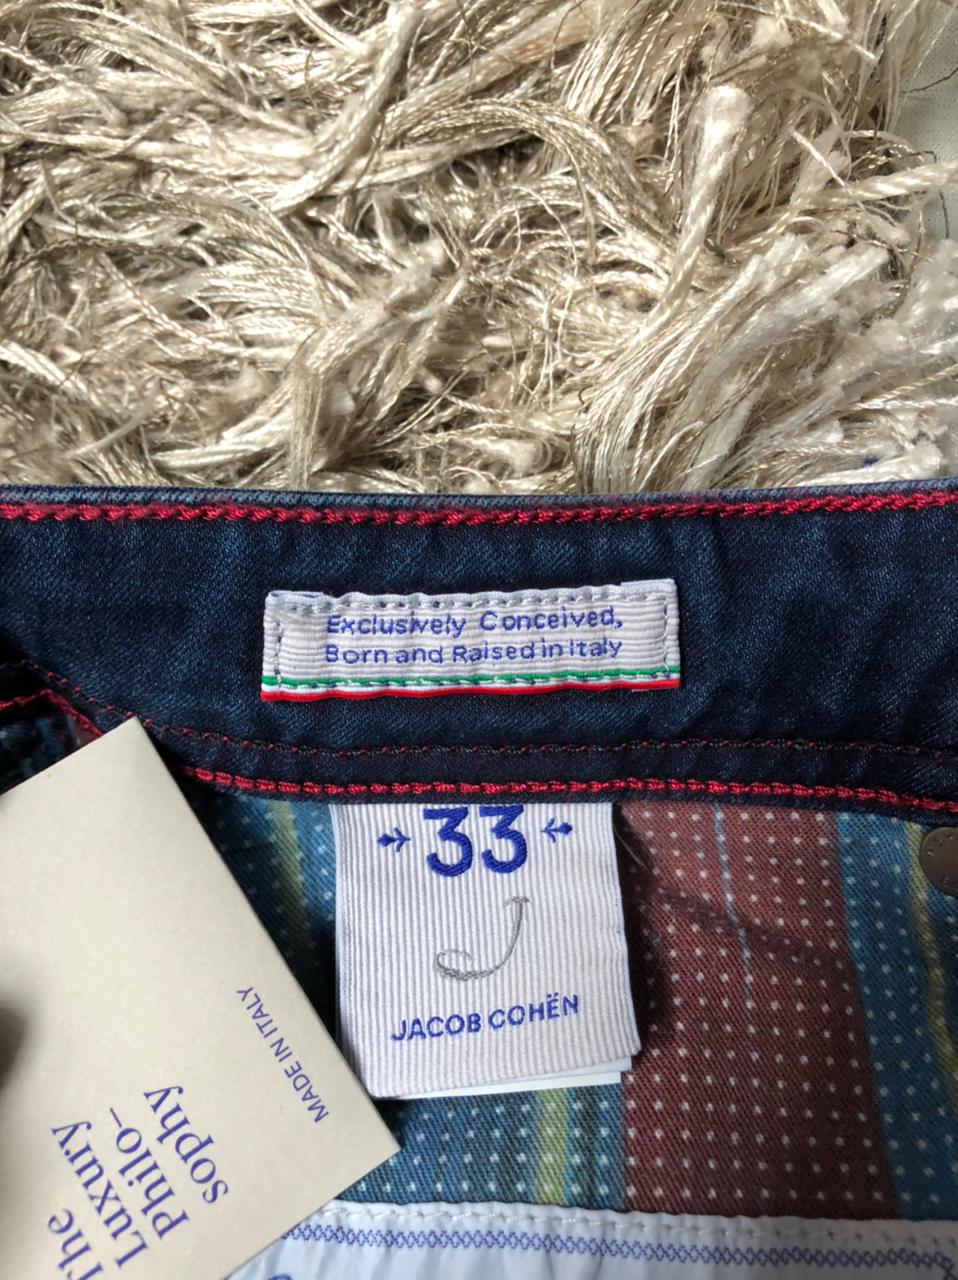 Exclusively Conceived,
Born and Raised in Italy
33
J
JACOB COHËN
MADE IN ITALY
The
Luxury
Philo-
sophy